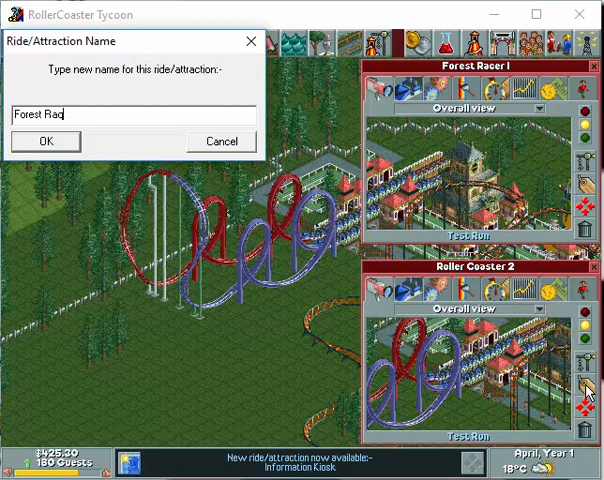 RollerCoaster Tycoon
Ride/Attraction Name
Type new name for this ride/attraction:-
Forest Rac
OK
Cancel
Forest Racer 1
Overall view
Test Run
Roller Coaster 2
Overall view
Test Run
$425.30
180 Guests
New ride/attraction now available:-
Information Kiosk
April, Year 1
18°C